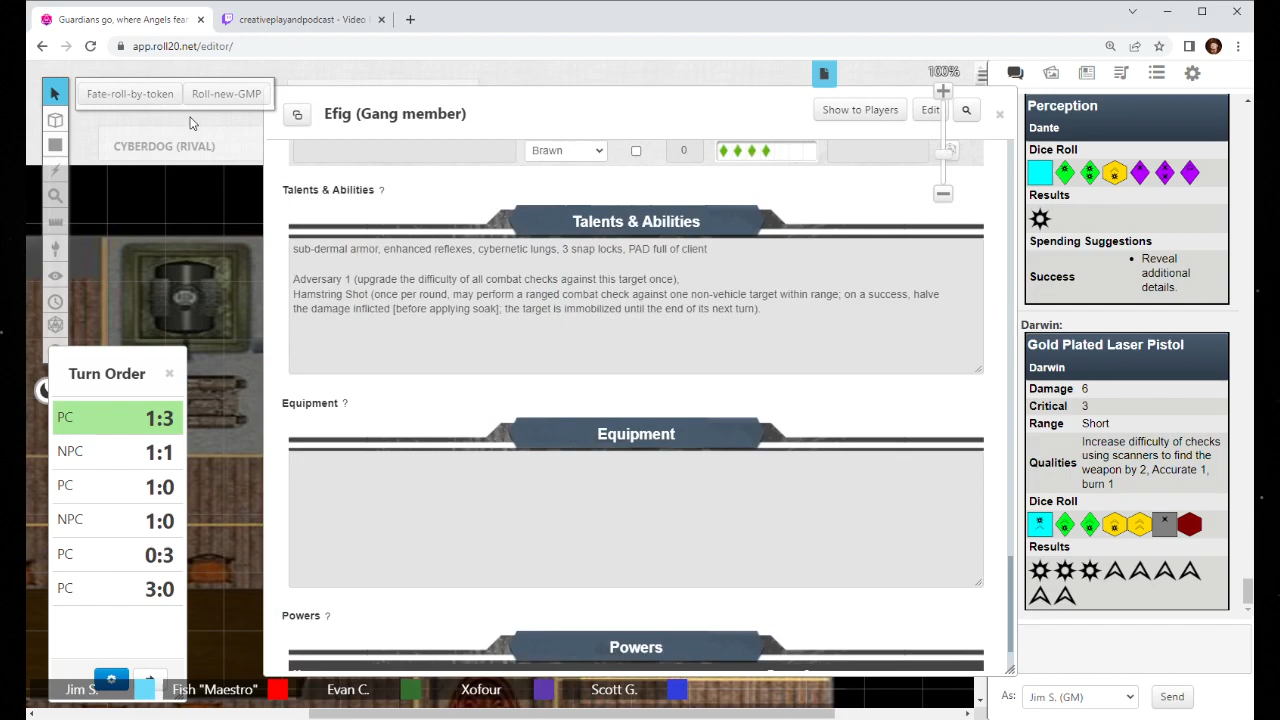 Guardians go, where Angels fea
creativeplayandpodcast - Video
app.roll20.net/editor/
Fate-roll-by-token
Roll-new-GMP
CYBERDOG (RIVAL)
Efig (Gang member)
Show to Players
Edit
100%
Brawn
0
Talents & Abilities ?
Talents & Abilities
sub-dermal armor, enhanced reflexes, cybernetic lungs, 3 snap locks, PAD full of client
Adversary 1 (upgrade the difficulty of all combat checks against this target once),
Hamstring Shot (once per round, may perform a ranged combat check against one non-vehicle target within range; on a success, halve
the damage inflicted [before applying soak]; the target is immobilized until the end of its next turn).
Equipment ?
Equipment
Powers ?
Powers
Turn Order
PC 1:3
NPC 1:1
PC 1:0
NPC 1:0
PC 0:3
PC 3:0
Jim S.
Fish "Maestro"
Evan C.
Xofour
Scott G.
Perception
Dante
Dice Roll
Results
Spending Suggestions
Success
Reveal
additional
details.
Darwin:
Gold Plated Laser Pistol
Darwin
Damage 6
Critical 3
Range Short
Qualities
Increase difficulty of checks
using scanners to find the
weapon by 2, Accurate 1,
burn 1
Dice Roll
Results
As:
Jim S. (GM)
Send